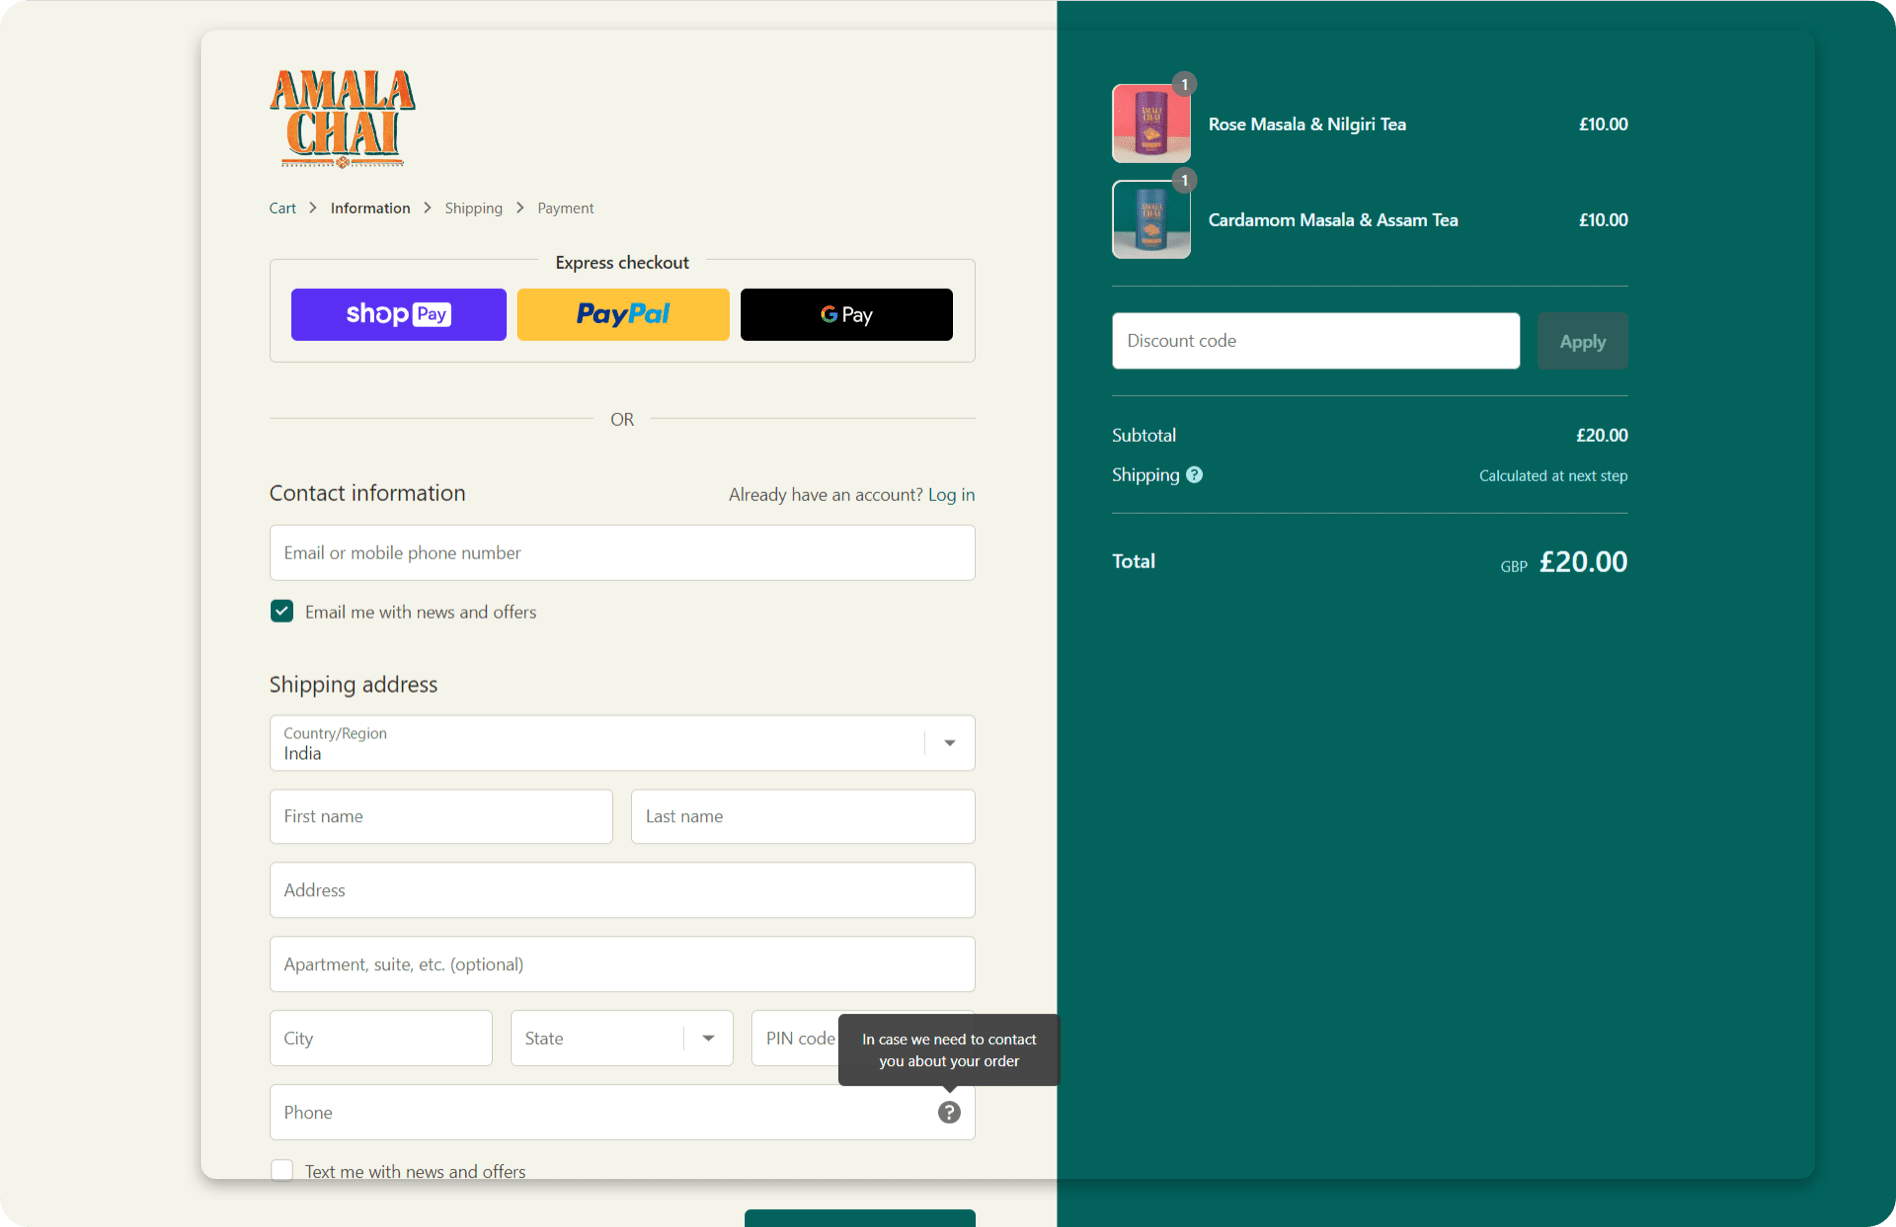 AMALA
CHAI
Cart > Information > Shipping > Payment
Express checkout
shop Pay
PayPal
G Pay
OR
Contact information
Already have an account? Log in
Email or mobile phone number
Email me with news and offers
Shipping address
Country/Region
India
First name
Last name
Address
Apartment, suite, etc. (optional)
City
State
PIN code
In case we need to contact
you about your order
Phone
?
Text me with news and offers
1
AMALA
CHAI
Rose Masala & Nilgiri Tea
£10.00
1
AMALA
CHAI
Cardamom Masala & Assam Tea
£10.00
Discount code
Apply
Subtotal
£20.00
Shipping ?
Calculated at next step
Total
GBP £20.00